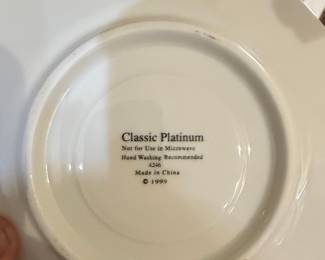 Classic Platinum
Not for Use in Microwave
Hand Washing Recommended
4246
Made in China
© 1999